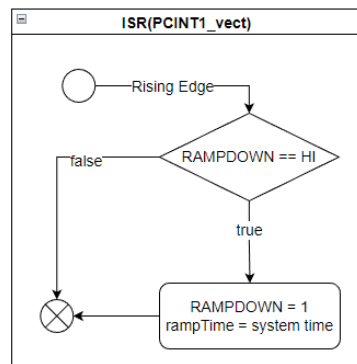 ISR(PCINT1_vect)
Rising Edge
RAMPDOWN == HI
false
true
RAMPDOWN = 1
rampTime = system time